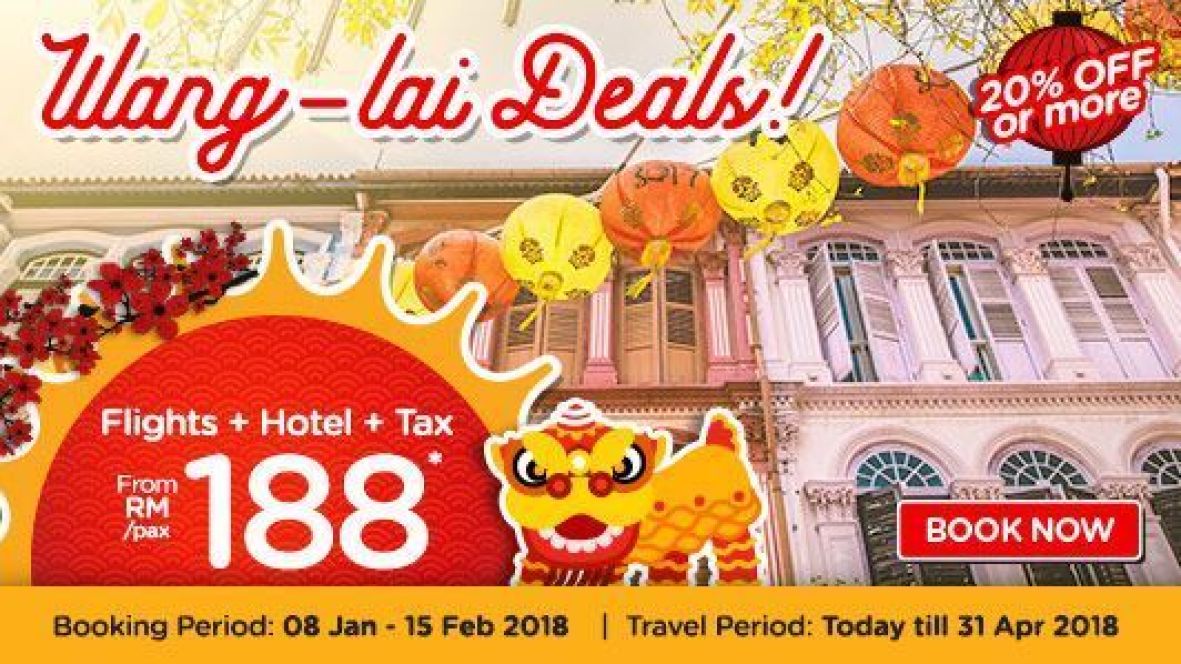 Wang-lai Deals!
20% OFF
or more
Flights + Hotel + Tax
From
RM
/pax
188*
BOOK NOW
Booking Period: 08 Jan - 15 Feb 2018 | Travel Period: Today till 31 Apr 2018